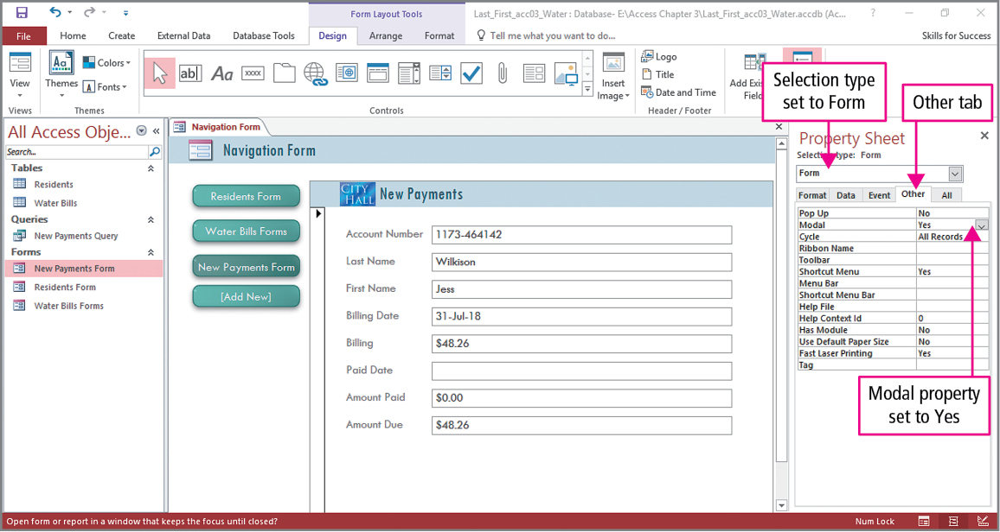 Form Layout Tools
Last_First_acc03_Water : Database- E:\Access Chapter 3\Last_First_acc03_Water.accdb (Ac...
?
File Home Create External Data Database Tools Design Arrange Format Tell me what you want to do... Skills for Success
View
Views
Aa
Themes
Colors
A Fonts
Themes
ab
Aa
xxxx
Controls
Insert
Image
Logo
Title
Date and Time
Header / Footer
Add Exis
Field
Selection type
set to Form
Other tab
All Access Obje... «
Search...
Tables
Residents
Water Bills
Queries
New Payments Query
Forms
New Payments Form
Residents Form
Water Bills Forms
Navigation Form
Navigation Form
Residents Form
Water Bills Forms
New Payments Form
[Add New]
CITY
HALL
New Payments
Account Number 1173-464142
Last Name Wilkison
First Name Jess
Billing Date 31-Jul-18
Billing $48.26
Paid Date
Amount Paid $0.00
Amount Due $48.26
Property Sheet
Selection type: Form
Form
Format Data Event Other All
Pop Up No
Modal Yes
Cycle All Records
Ribbon Name
Toolbar
Shortcut Menu Yes
Menu Bar
Shortcut Menu Bar
Help File
Help Context Id 0
Has Module No
Use Default Paper Size No
Fast Laser Printing Yes
Tag
Modal property
set to Yes
Open form or report in a window that keeps the focus until closed? Num Lock